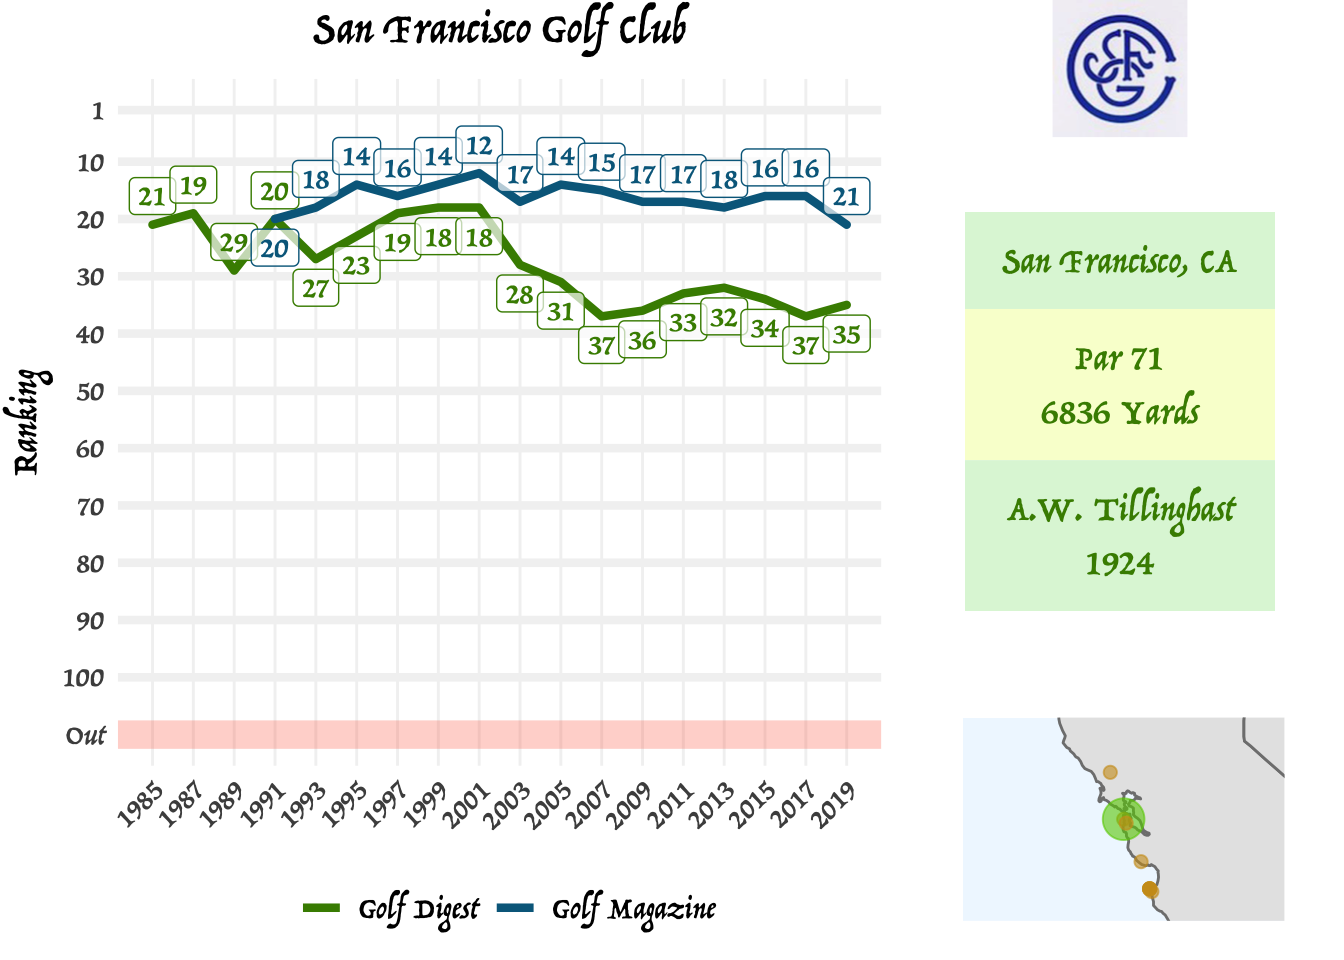 San Francisco Golf Club
Ranking
1
10
20
30
40
50
60
70
80
90
100
Out
21 19 29 20 27 23 19 18 18 28 31 37 36 33 32 34 37 35
20 18 14 16 14 12 17 14 15 17 17 18 16 16 21
1985 1987 1989 1991 1993 1995 1997 1999 2001 2003 2005 2007 2009 2011 2013 2015 2017 2019
Golf Digest Golf Magazine
SFGC
San Francisco, CA
Par 71
6836 Yards
A.W. Tillinghast
1924